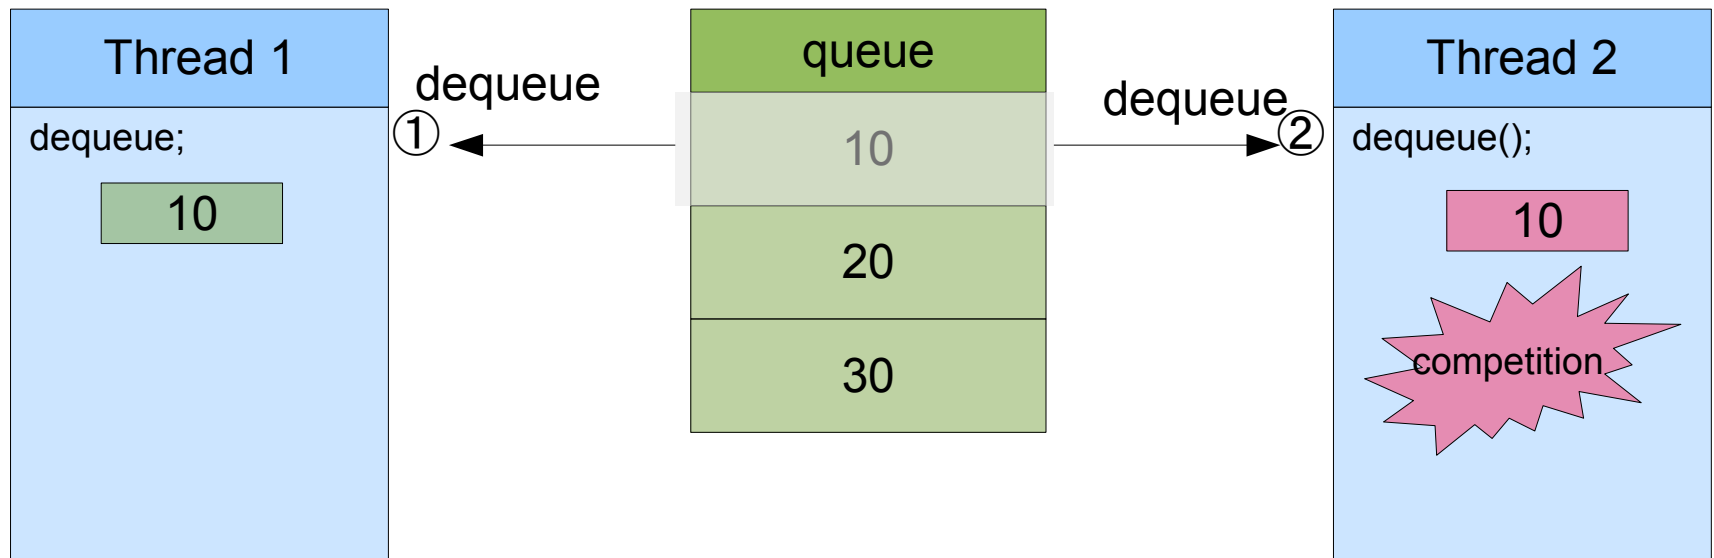 Thread 1
dequeue;
10
dequeue
①
queue
10
20
30
dequeue
②
Thread 2
dequeue();
10
competition